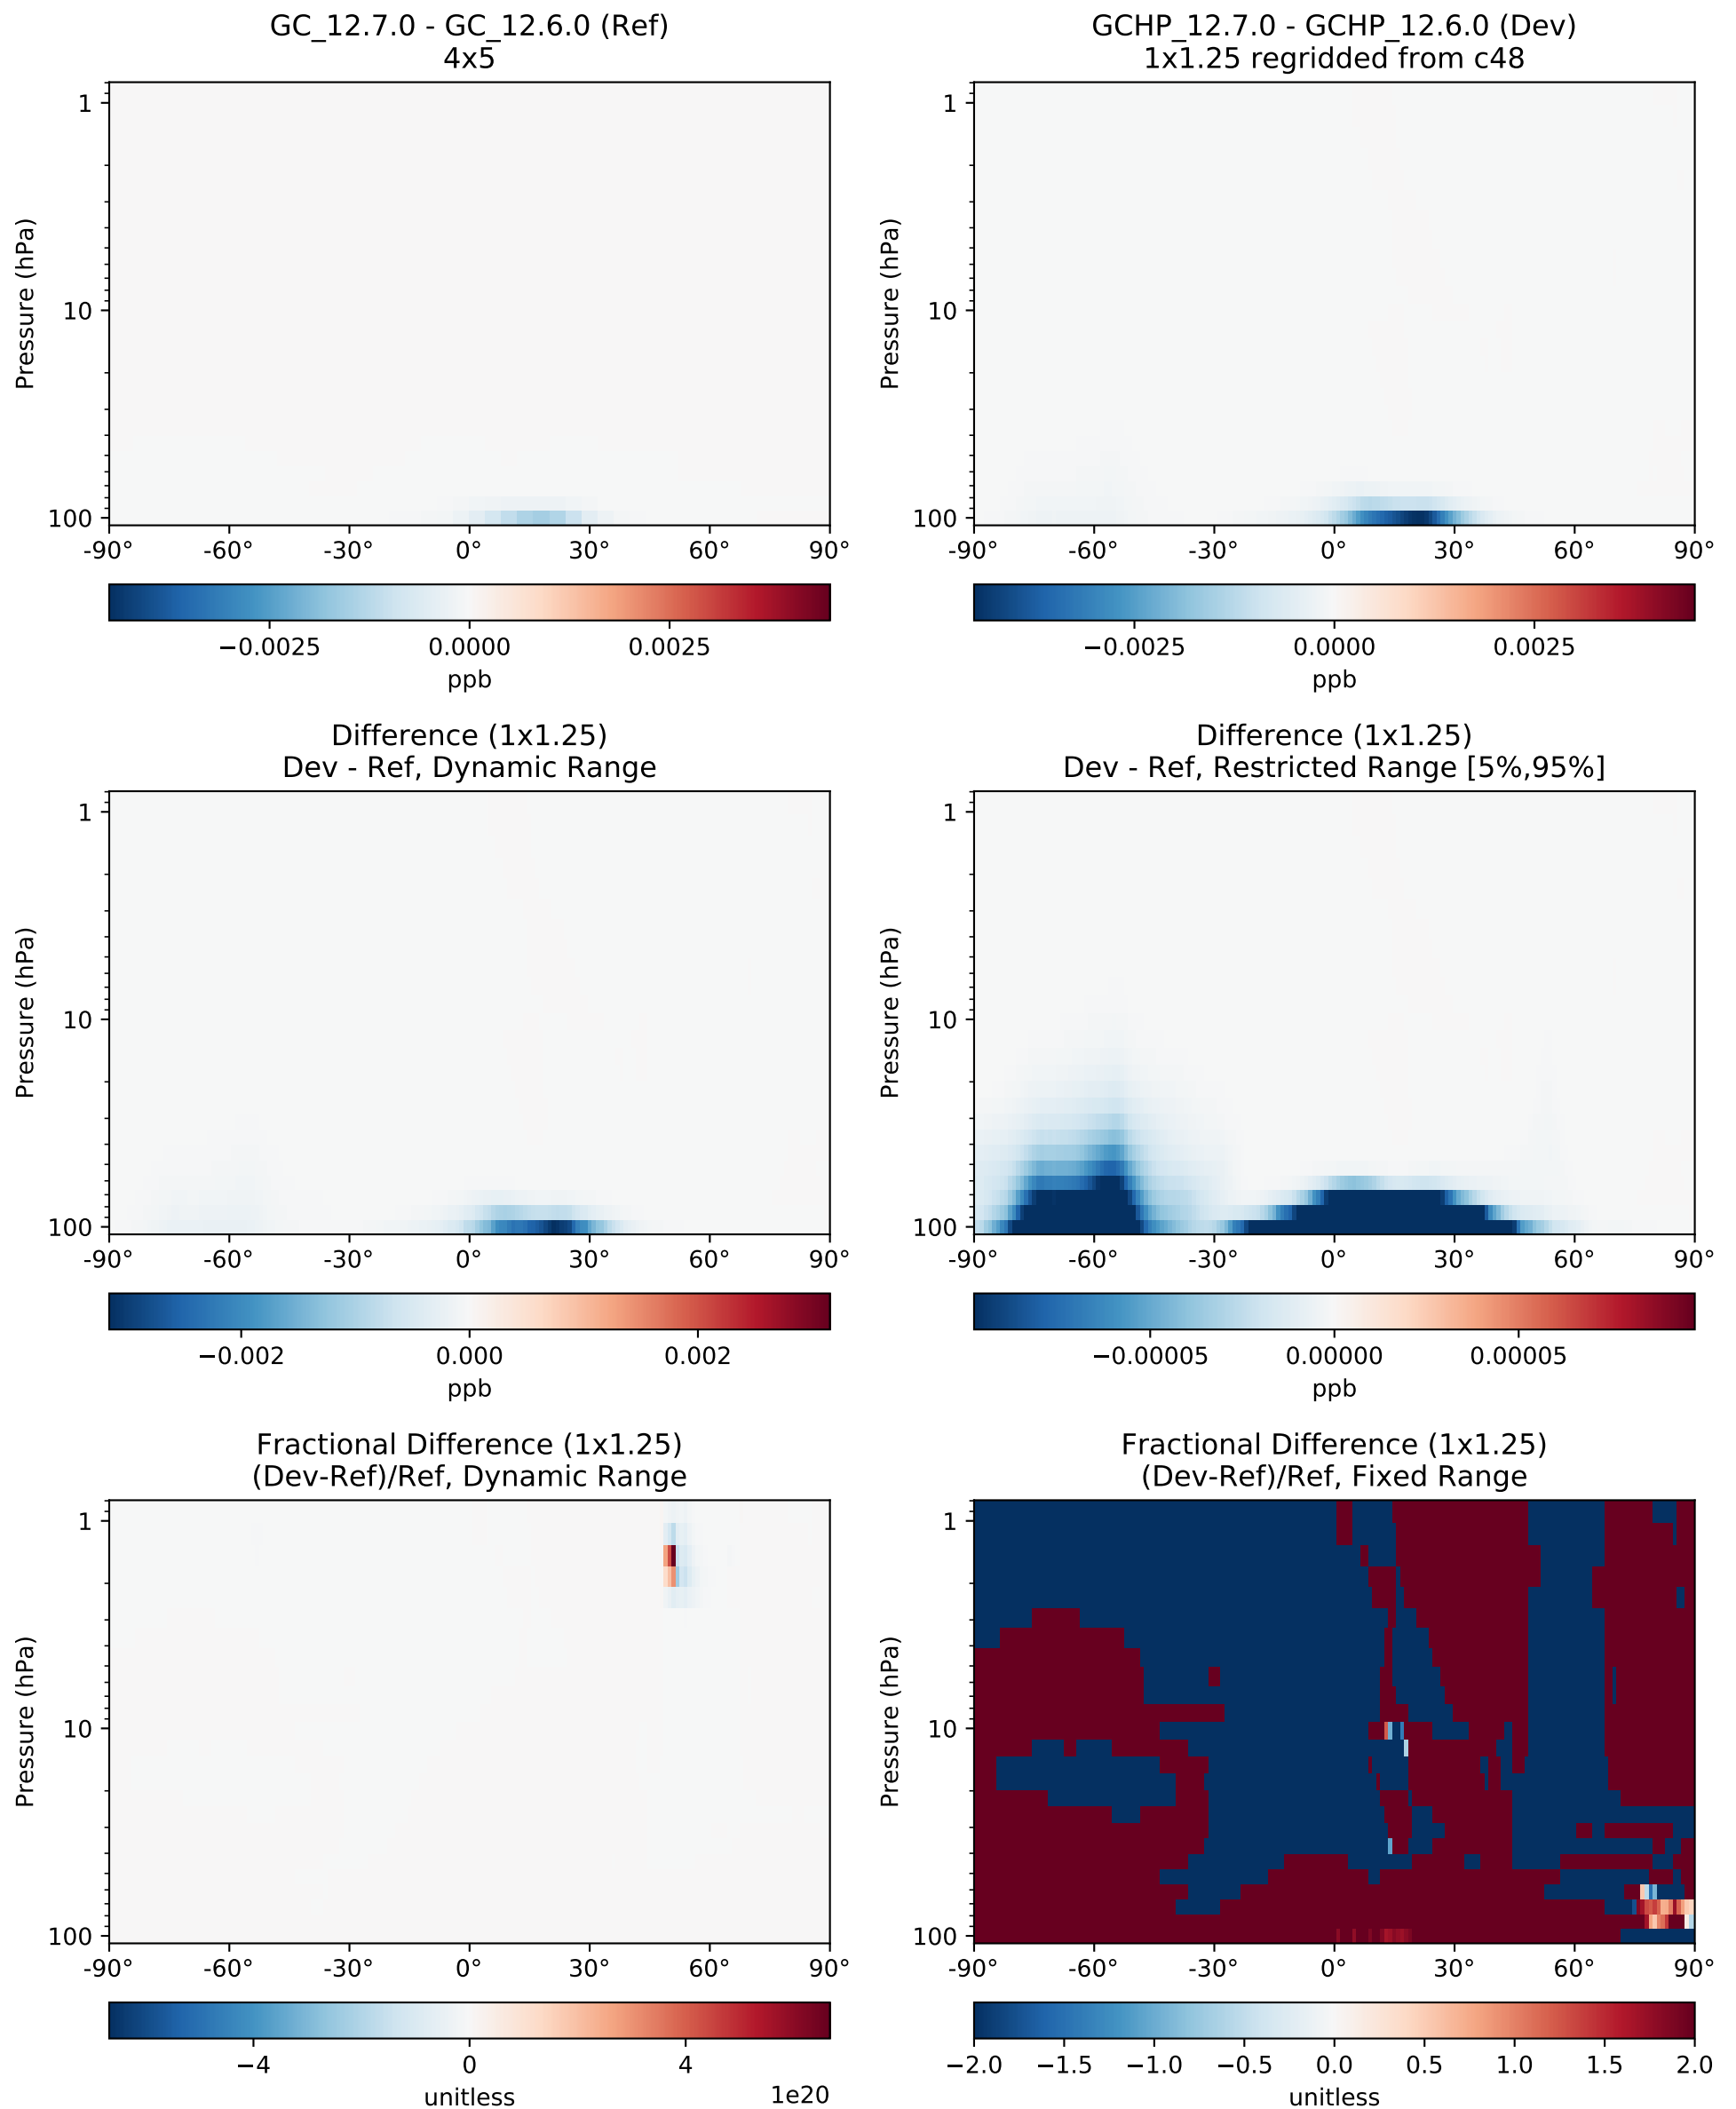 GC_12.7.0 - GC_12.6.0 (Ref)
4x5
GCHP_12.7.0 - GCHP_12.6.0 (Dev)
1x1.25 regridded from c48
Pressure (hPa)
1
10
100
-90° -60° -30° 0° 30° 60° 90°
−0.0025 0.0000 0.0025
ppb
Pressure (hPa)
1
10
100
-90° -60° -30° 0° 30° 60° 90°
−0.0025 0.0000 0.0025
ppb
Difference (1x1.25)
Dev - Ref, Dynamic Range
Difference (1x1.25)
Dev - Ref, Restricted Range [5%,95%]
Pressure (hPa)
1
10
100
-90° -60° -30° 0° 30° 60° 90°
−0.002 0.000 0.002
ppb
Pressure (hPa)
1
10
100
-90° -60° -30° 0° 30° 60° 90°
−0.00005 0.00000 0.00005
ppb
Fractional Difference (1x1.25)
(Dev-Ref)/Ref, Dynamic Range
Fractional Difference (1x1.25)
(Dev-Ref)/Ref, Fixed Range
Pressure (hPa)
1
10
100
-90° -60° -30° 0° 30° 60° 90°
−4 0 4
unitless 1e20
Pressure (hPa)
1
10
100
-90° -60° -30° 0° 30° 60° 90°
−2.0 −1.5 −1.0 −0.5 0.0 0.5 1.0 1.5 2.0
unitless